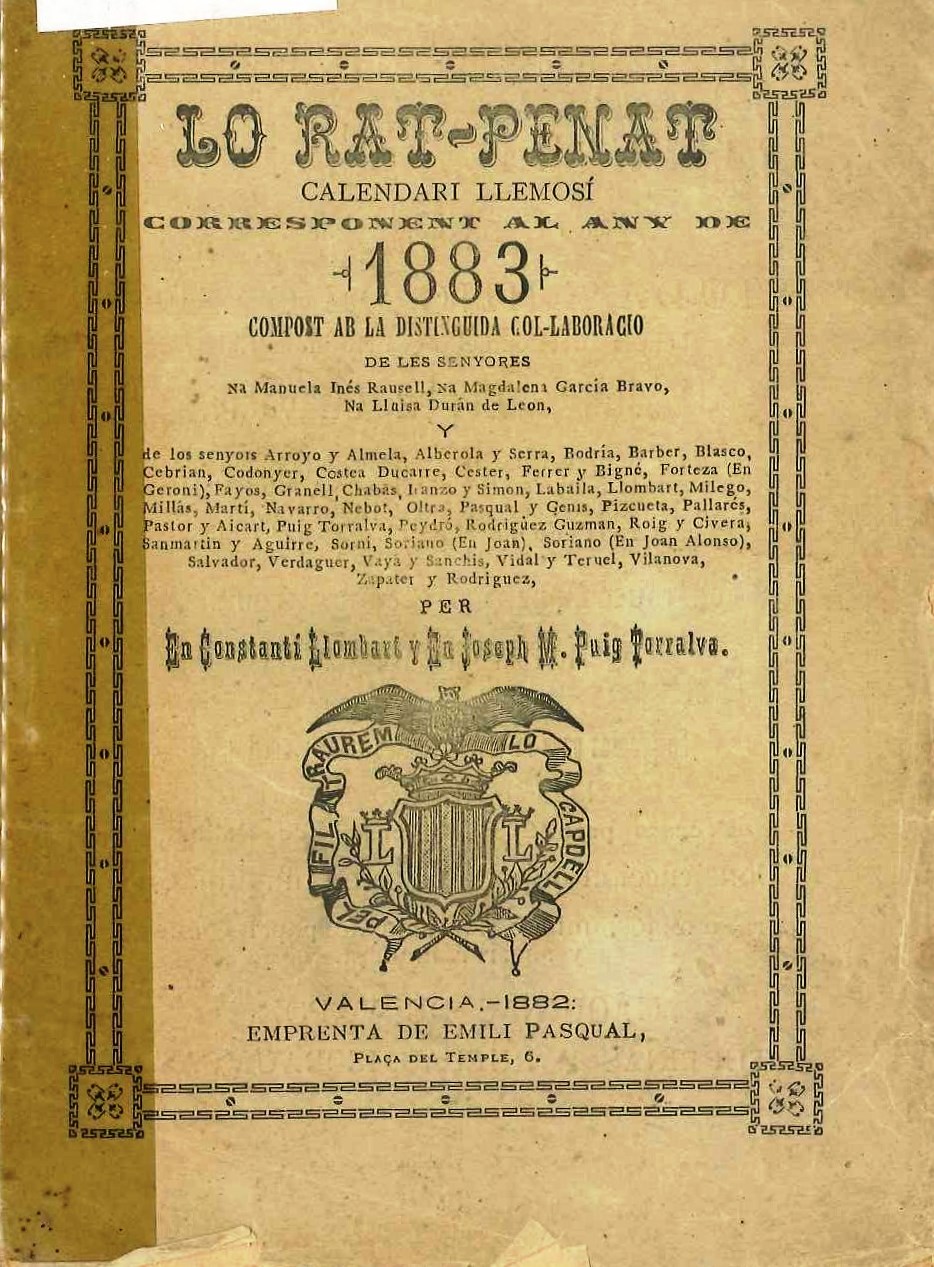 LO RAT-PENAT
CALENDARI LLEMOSÍ
CORRESPONENT AL ANY DE
1883
COMPOST AB LA DISTINGUIDA COL-LABORACIO
DE LES SENYORES
Na Manuela Inés Rausell, Na Magdalena Garcia Bravo,
Na Lluisa Durán de Leon,
Y
de los senyors Arroyo y Almela, Alberola y Serra, Bodría, Barber, Blasco,
Cebrian, Codonyer, Costea Ducarre, Cester, Ferrer y Bigné, Forteza (En
Geroni), Fayos, Granell, Chabás, Iranzo y Simon, Labaila, Llombart, Milego,
Millás, Martí, Navarro, Nebot, Oltra, Pasqual y Genis, Pizcueta, Pallarés,
Pastor y Aicart, Puig Torralva, Peydró, Rodriguez Guzman, Roig y Civera,
Sanmartin y Aguirre, Sorni, Soriano (En Joan), Soriano (En Joan Alonso),
Salvador, Verdaguer, Vaya y Sanchis, Vidal y Teruel, Vilanova,
Zapater y Rodriguez,
PER
En Constantí Llombart y En Joseph M. Puig Torralva.
PEL FIL TRAUREM LO CAPDELL
L L
VALENCIA.-1882:
EMPRENTA DE EMILI PASQUAL,
PLAÇA DEL TEMPLE, 6.